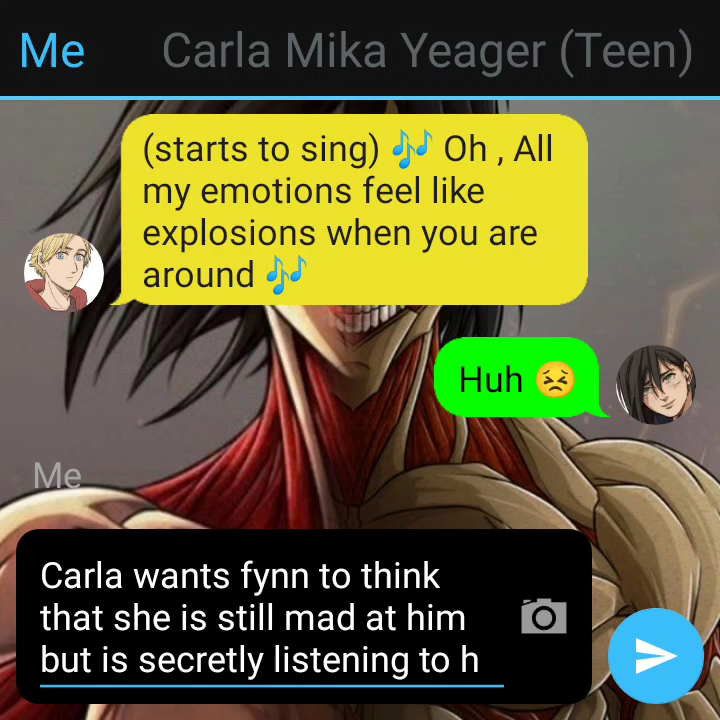 Me Carla Mika Yeager (Teen)
(starts to sing) 🎶 Oh , All
my emotions feel like
explosions when you are
around 🎶
Huh 😣
Me
Carla wants fynn to think
that she is still mad at him
but is secretly listening to h